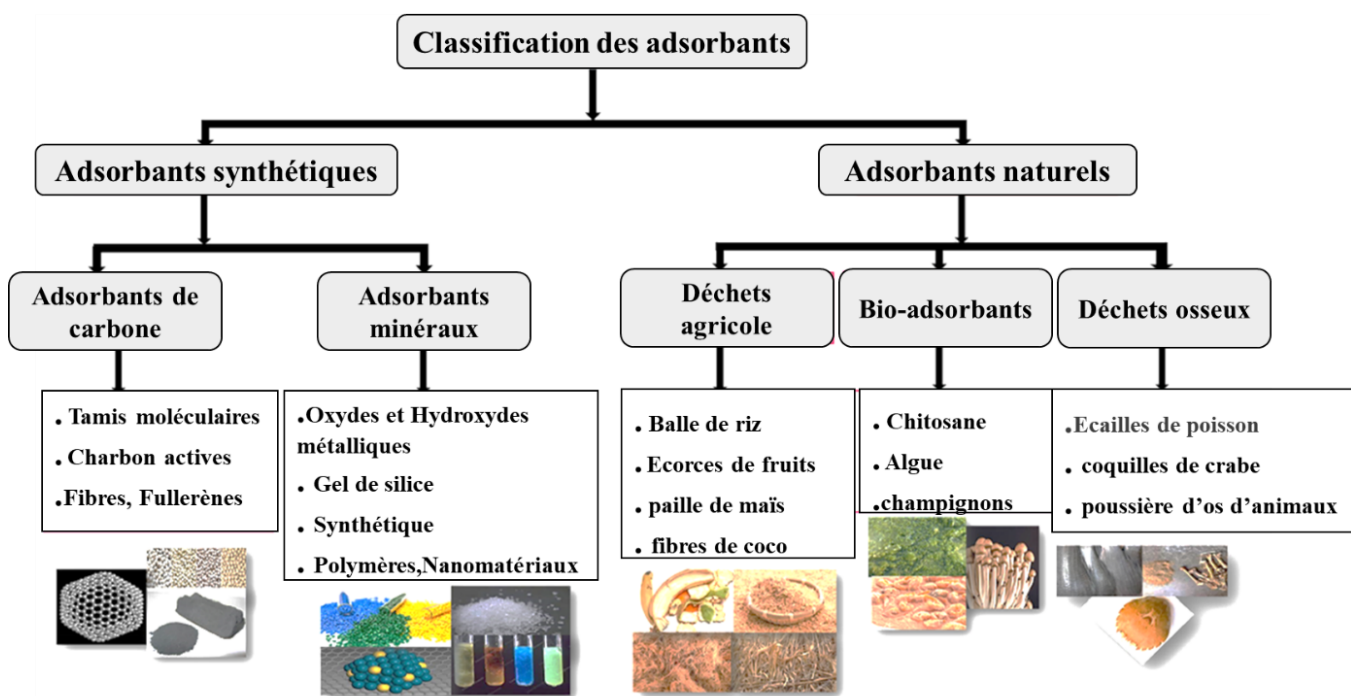 Classification des adsorbants
Adsorbants synthétiques
Adsorbants naturels
Adsorbants de
carbone
Adsorbants
minéraux
Déchets
agricole
Bio-adsorbants
Déchets osseux
. Tamis moléculaires
. Charbon actives
.Fibres, Fullerènes
.Oxydes et Hydroxydes
métalliques
. Gel de silice
. Synthétique
. Polymères,Nanomatériaux
. Balle de riz
. Ecorces de fruits
. paille de maïs
. fibres de coco
. Chitosane
. Algue
.champignons
.Ecailles de poisson
. coquilles de crabe
. poussière d’os d’animaux